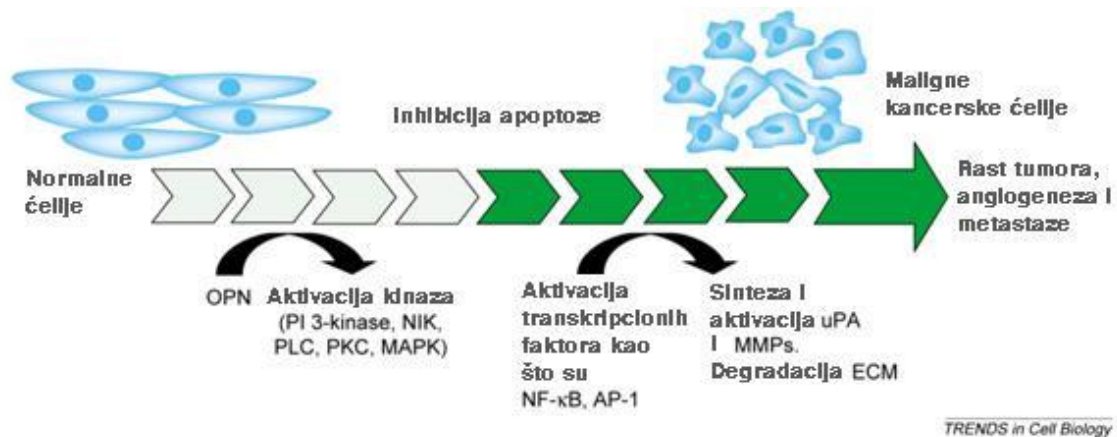 Normalne
ćelije
Inhibicija apoptoze
Maligne
kancerske ćelije
Rast tumora,
angiogeneza i
metastaze
OPN Aktivacija kinaza
(PI 3-kinase, NIK,
PLC, PKC, MAPK)
Aktivacija
transkripcionih
faktora kao
što su
NF-κB, AP-1
Sinteza i
aktivacija uPA
i MMPs.
Degradacija ECM
TRENDS in Cell Biology